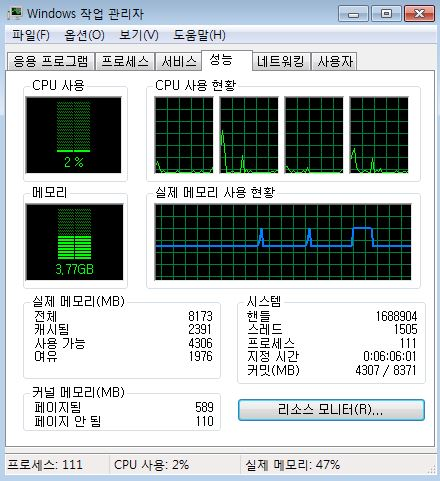 Windows 작업 관리자
파일(F) 옵션(O) 보기(V) 도움말(H)
응용 프로그램 프로세스 서비스 성능 네트워킹 사용자
CPU 사용 CPU 사용 현황
2 %
메모리 실제 메모리 사용 현황
3,77GB
실제 메모리(MB)
전체 8173
캐시됨 2391
사용 가능 4306
여유 1976
커널 메모리(MB)
페이지됨 589
페이지 안 됨 110
시스템
핸들 1688904
스레드 1505
프로세스 111
지정 시간 0:06:06:01
커밋(MB) 4307 / 8371
리소스 모니터(R)...
프로세스: 111 CPU 사용: 2% 실제 메모리: 47%